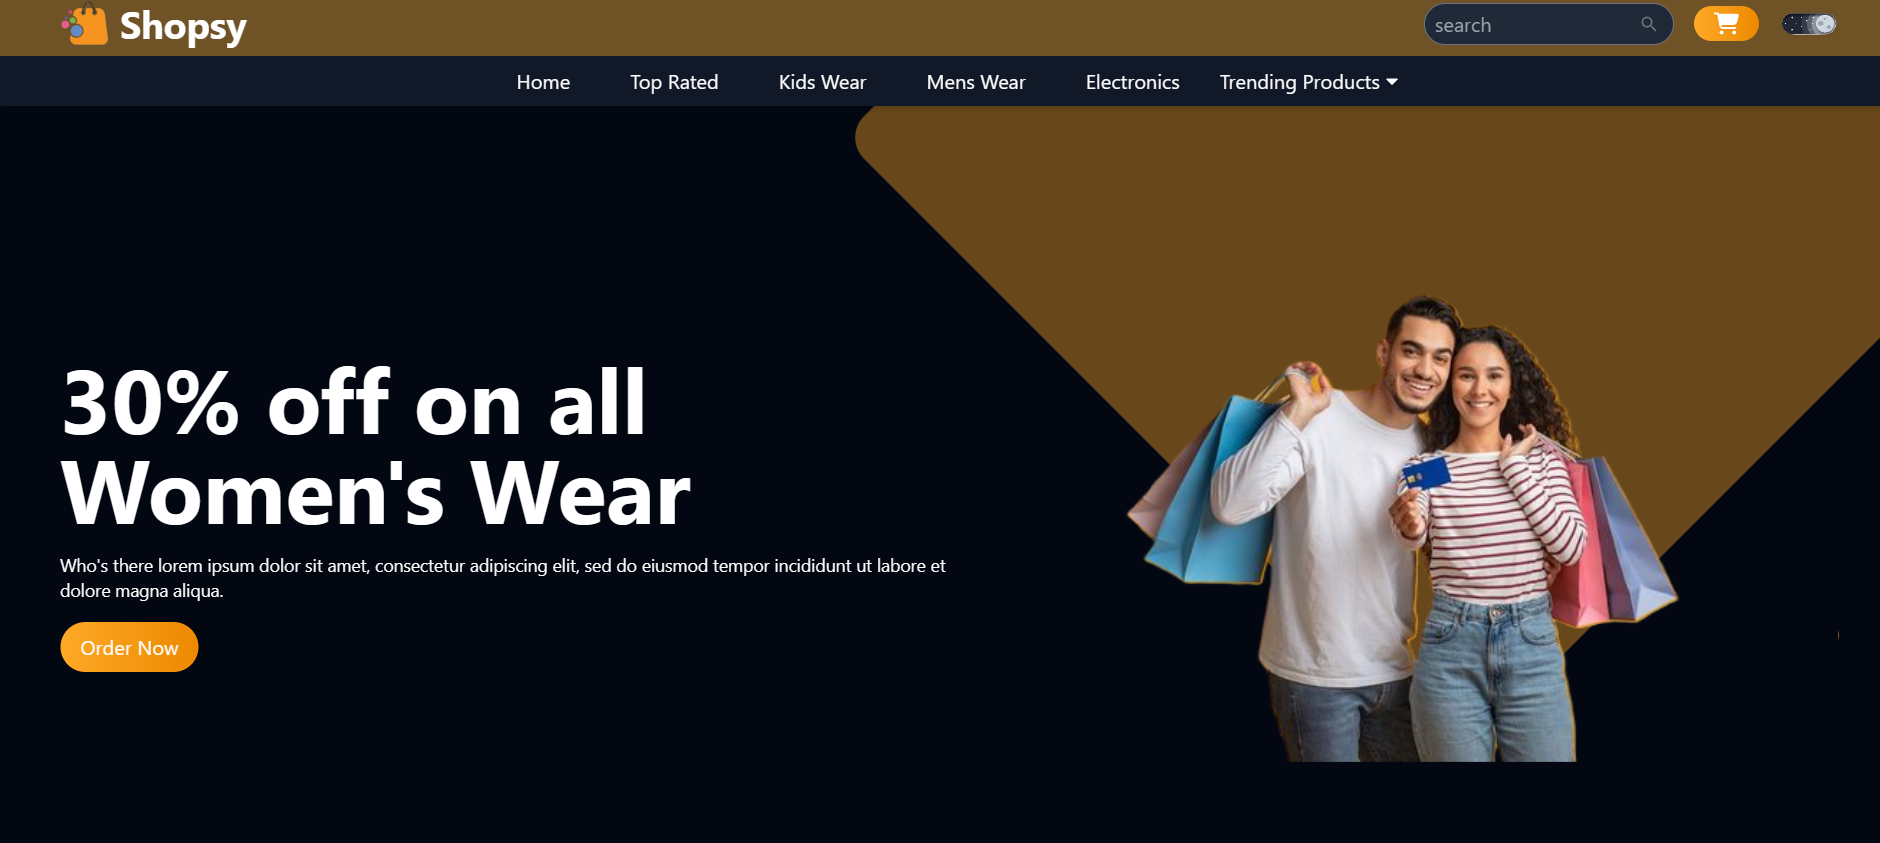 Shopsy
search
Home Top Rated Kids Wear Mens Wear Electronics Trending Products
30% off on all
Women's Wear
Who's there lorem ipsum dolor sit amet, consectetur adipiscing elit, sed do eiusmod tempor incididunt ut labore et
dolore magna aliqua.
Order Now